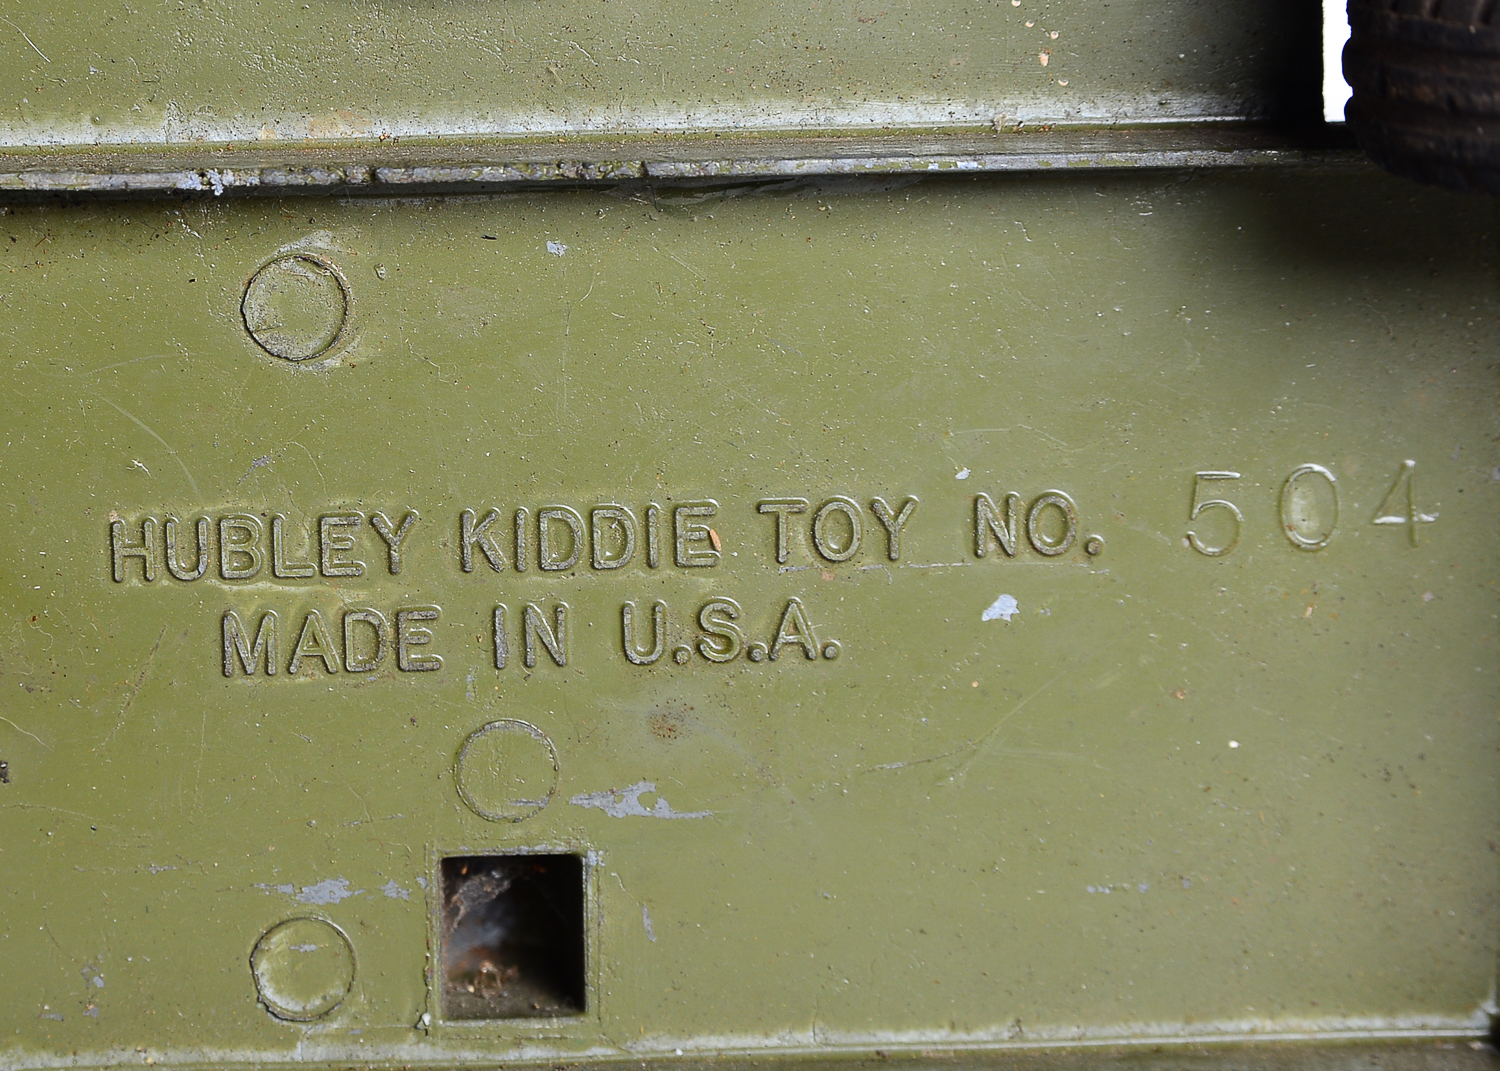 HUBLEY KIDDIE TOY NO. 504
MADE IN U.S.A.